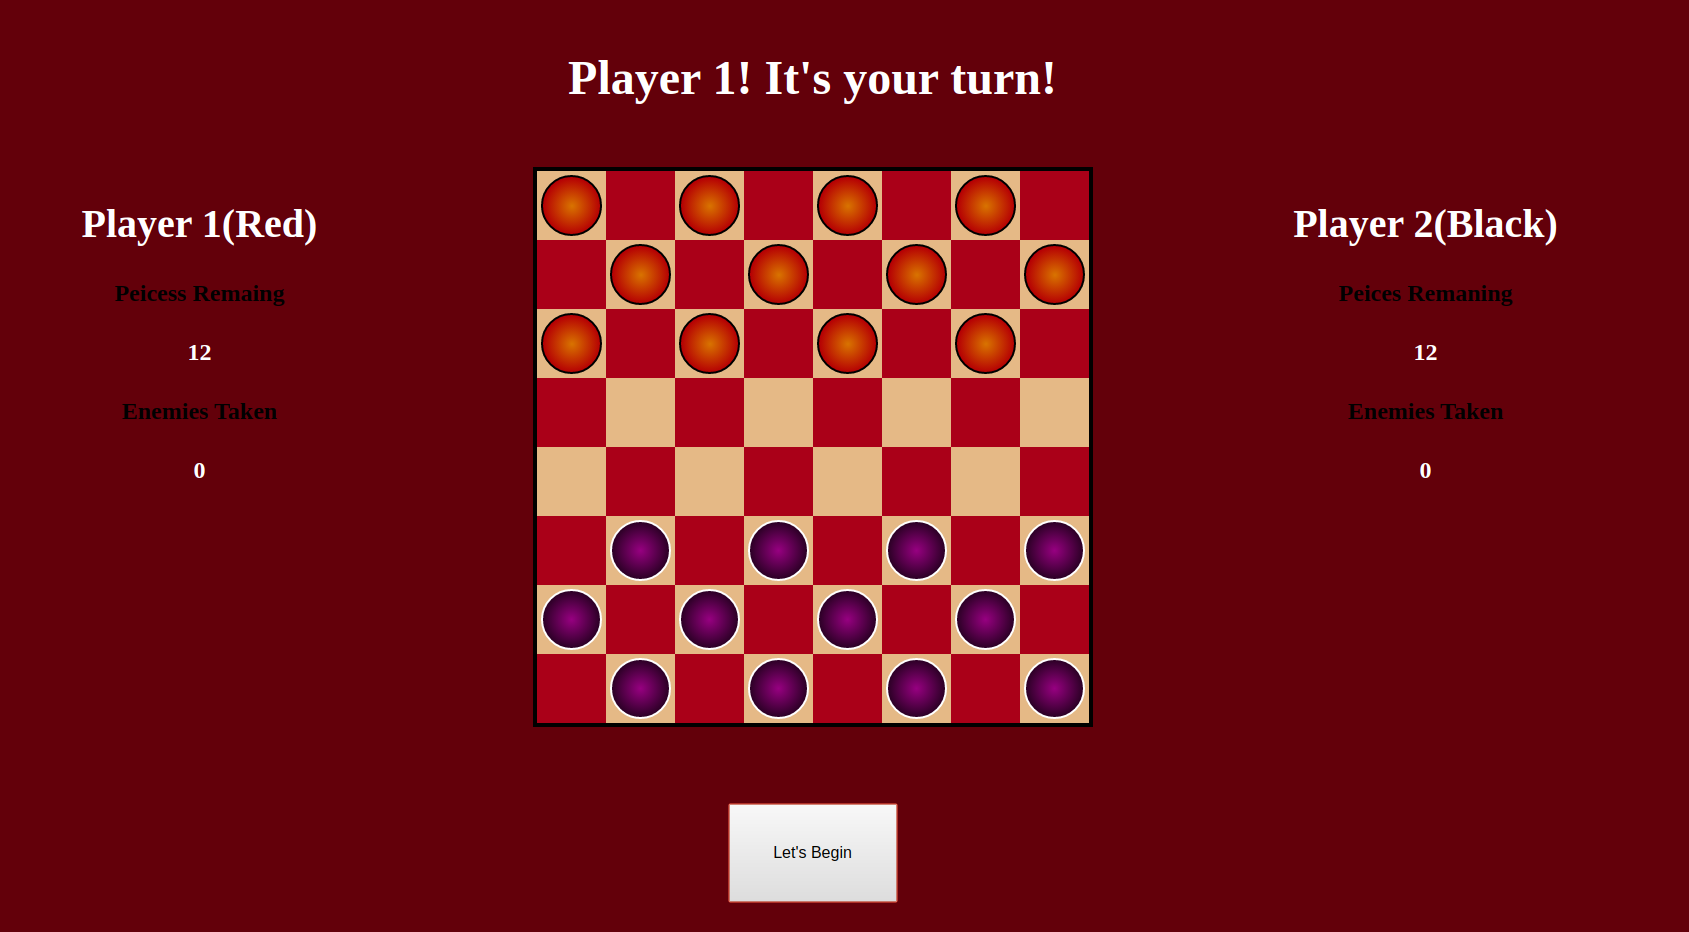 Player 1! It's your turn!
Player 1(Red)
Peicess Remaing
12
Enemies Taken
0
Player 2(Black)
Peices Remaning
12
Enemies Taken
0
Let's Begin